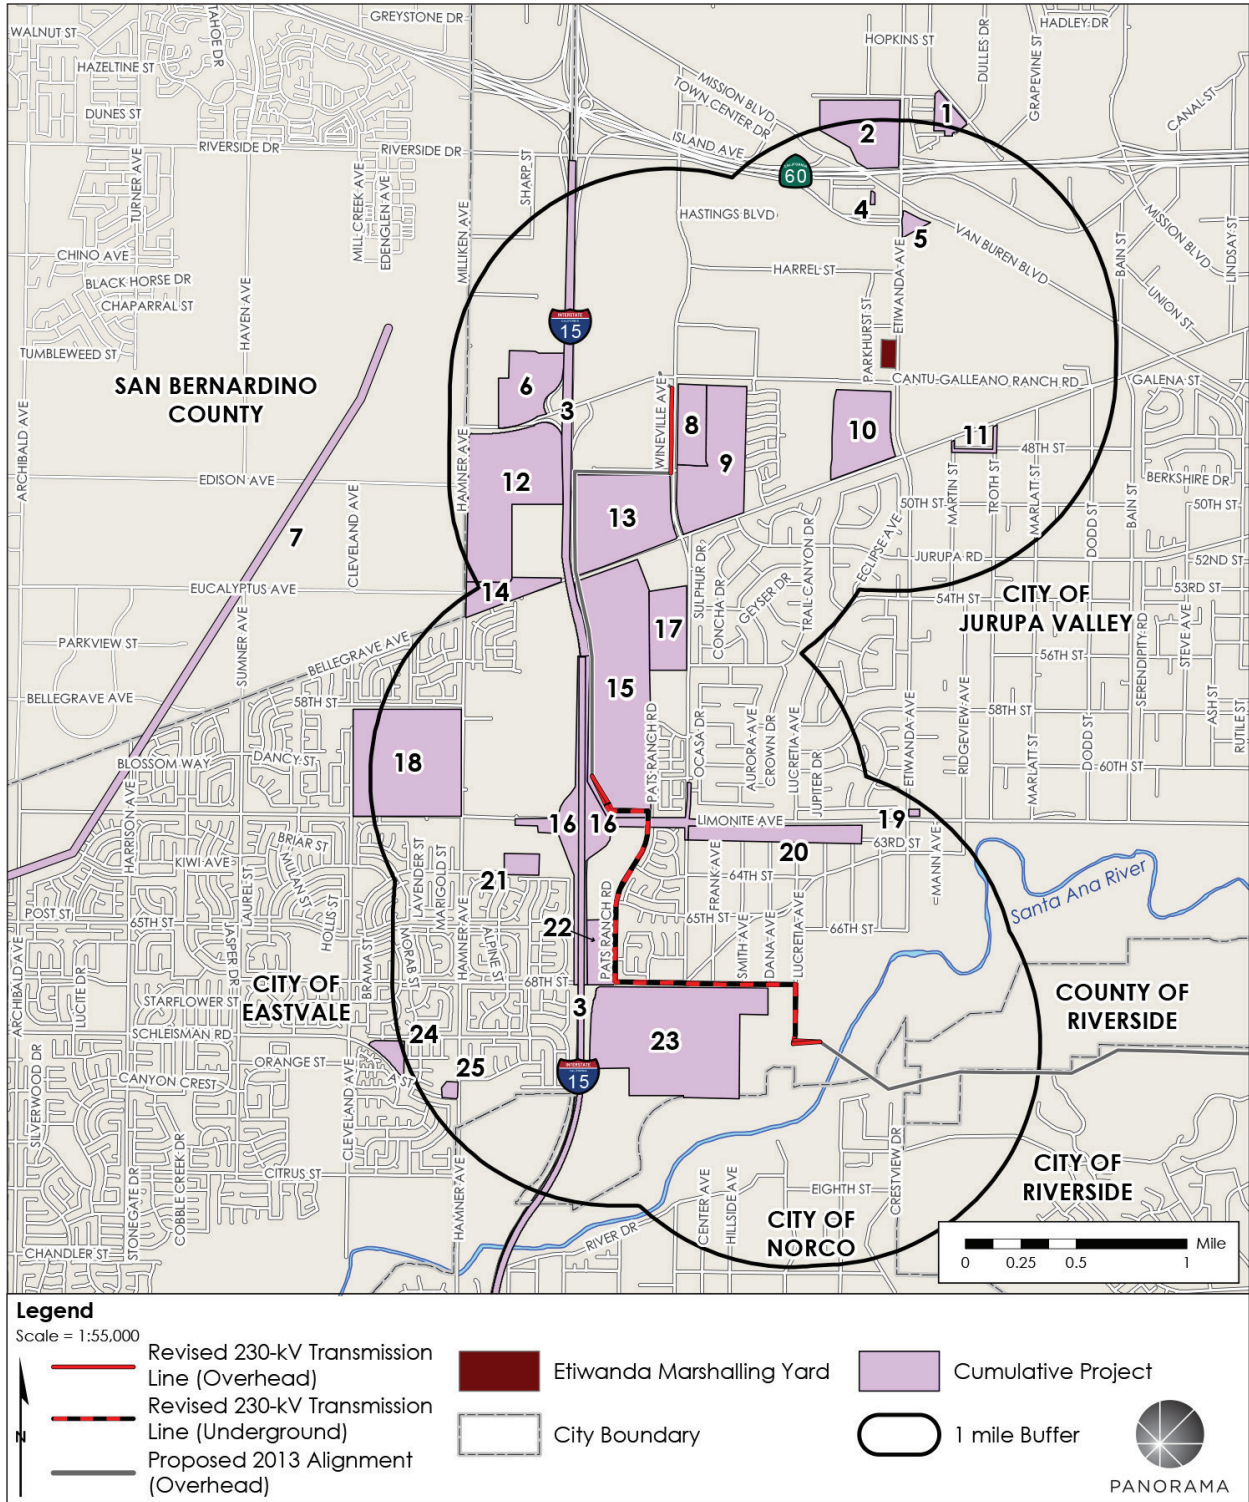 GREYSTONE DR
WALNUT ST
TAHOE DR
HOPKINS ST
DULLES DR
HADLEY DR
HAZELTINE ST
GRAPEVINE ST
MISSION BLVD
TOWN CENTER DR
CANAL ST
DUNES ST
1
2
RIVERSIDE DR
RIVERSIDE DR
ISLAND AVE
CALIFORNIA
60
TURNER AVE
MILL CREEK AVE
EDENGLEN AVE
SHARP ST
4
HASTINGS BLVD
5
MISSION BLVD
LINDSAY ST
VAN BUREN BLVD
MILLIKEN AVE
BAIN ST
CHINO AVE
BLACK HORSE DR
CHAPARRAL ST
HAVEN AVE
HARREL ST
ETIWANDA AVE
UNION ST
PARKHURST ST
INTERSTATE
CALIFORNIA
15
TUMBLEWEED ST
SAN BERNARDINO
COUNTY
6
3
WINEVILLE AVE
CANTU-GALLEANO RANCH RD
GALENA ST
8
9
10
11
48TH ST
ARCHIBALD AVE
HAMNER AVE
EDISON AVE
12
13
MARTIN ST
TROTH ST
MARLATT ST
BERKSHIRE DR
50TH ST
50TH ST
DODD ST
BAIN ST
7
CLEVELAND AVE
SULPHUR DR
CONCHA DR
GEYSER DR
TRAIL CANYON DR
ECLIPSE AVE
JURUPA RD
52ND ST
EUCALYPTUS AVE
14
53RD ST
54TH ST
CITY OF
JURUPA VALLEY
SUMNER AVE
PARKVIEW ST
BELLEGRAVE AVE
17
56TH ST
SERENDIPITY RD
STEVE AVE
BELLEGRAVE AVE
58TH ST
15
PATS RANCH RD
OCASA DR
AURORA AVE
CROWN DR
LUCRETIA AVE
JUPITER DR
ETIWANDA AVE
RIDGEVIEW AVE
58TH ST
MARLATT ST
DODD ST
ASH ST
RUTILE ST
18
BLOSSOM WAY
DANCY ST
60TH ST
HARRISON AVE
16
16
LIMONITE AVE
19
63RD ST
20
BRIAR ST
KIWI AVE
MULAN ST
LAVENDER ST
MARIGOLD ST
21
FRANK AVE
64TH ST
MANN AVE
Santa Ana River
LAUREL ST
HOLLIS ST
POST ST
65TH ST
HAMNER AVE
ALPINE ST
22
PATS RANCH RD
65TH ST
SMITH AVE
DANA AVE
LUCRETIA AVE
66TH ST
ARCHIBALD AVE
LUCITE DR
JASPER DR
BRAMA ST
MORAB ST
68TH ST
CITY OF
EASTVALE
STARFLOWER ST
3
COUNTY OF
RIVERSIDE
SCHLEISMAN RD
24
23
ORANGE ST
25
A ST
CANYON CREST
INTERSTATE
CALIFORNIA
15
SILVERWOOD DR
STONEGATE DR
COBBLE CREEK DR
CLEVELAND AVE
CITRUS ST
HAMNER AVE
CENTER AVE
HILLSIDE AVE
EIGHTH ST
CRESTVIEW DR
CITY OF
RIVERSIDE
CITY OF
NORCO
RIVER DR
CHANDLER ST
Mile
0 0.25 0.5 1
Legend
Scale = 1:55,000
N
Revised 230-kV Transmission
Line (Overhead)
Revised 230-kV Transmission
Line (Underground)
Proposed 2013 Alignment
(Overhead)
Etiwanda Marshalling Yard
City Boundary
Cumulative Project
1 mile Buffer
PANORAMA